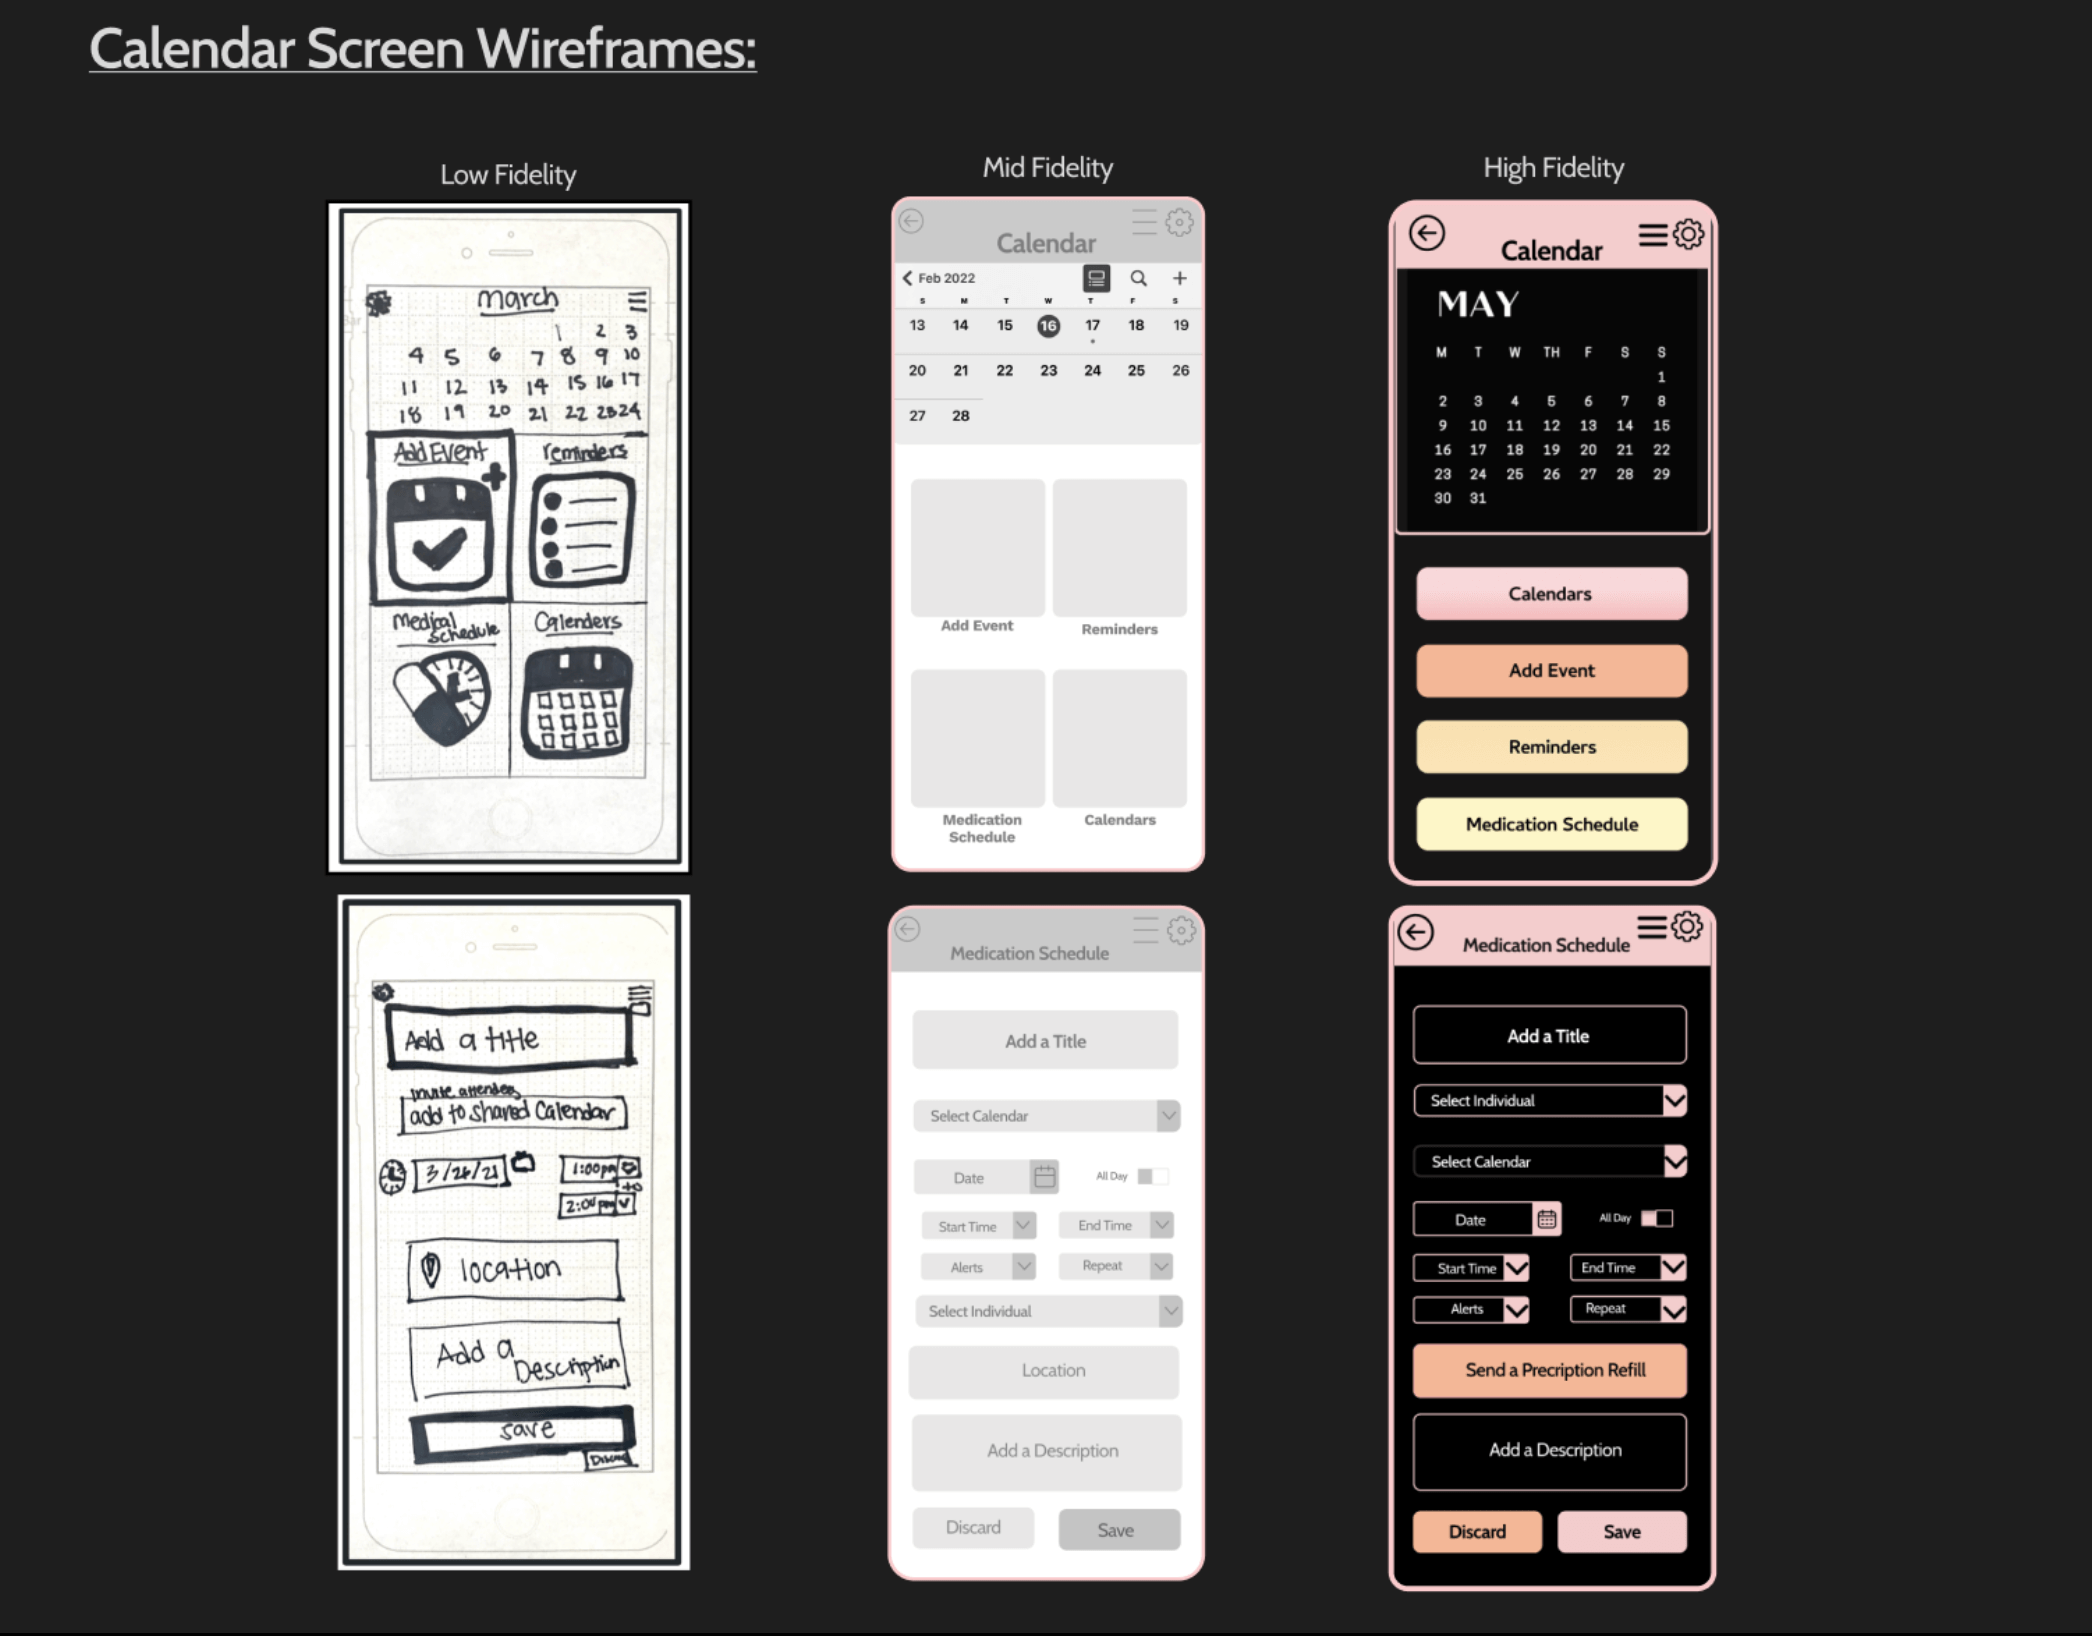 Calendar Screen Wireframes:
Low Fidelity
march
1 2 3
4 5 6 7 8 9 10
11 12 13 14 15 16 17
18 19 20 21 22 23 24
Add Event
reminders
Medical
Schedule
Calenders
Add a title
invite attendees
add to shared Calendar
3/26/21
1:00pm
to
2:00pm
location
Add a
Description
save
Discard
Mid Fidelity
Calendar
Feb 2022
S M T W T F S
13 14 15 16 17 18 19
20 21 22 23 24 25 26
27 28
Add Event
Reminders
Medication
Schedule
Calendars
Medication Schedule
Add a Title
Select Calendar
Date
All Day
Start Time
End Time
Alerts
Repeat
Select Individual
Location
Add a Description
Discard
Save
High Fidelity
Calendar
MAY
M T W TH F S S
1
2 3 4 5 6 7 8
9 10 11 12 13 14 15
16 17 18 19 20 21 22
23 24 25 26 27 28 29
30 31
Calendars
Add Event
Reminders
Medication Schedule
Medication Schedule
Add a Title
Select Individual
Select Calendar
Date
All Day
Start Time
End Time
Alerts
Repeat
Send a Precription Refill
Add a Description
Discard
Save